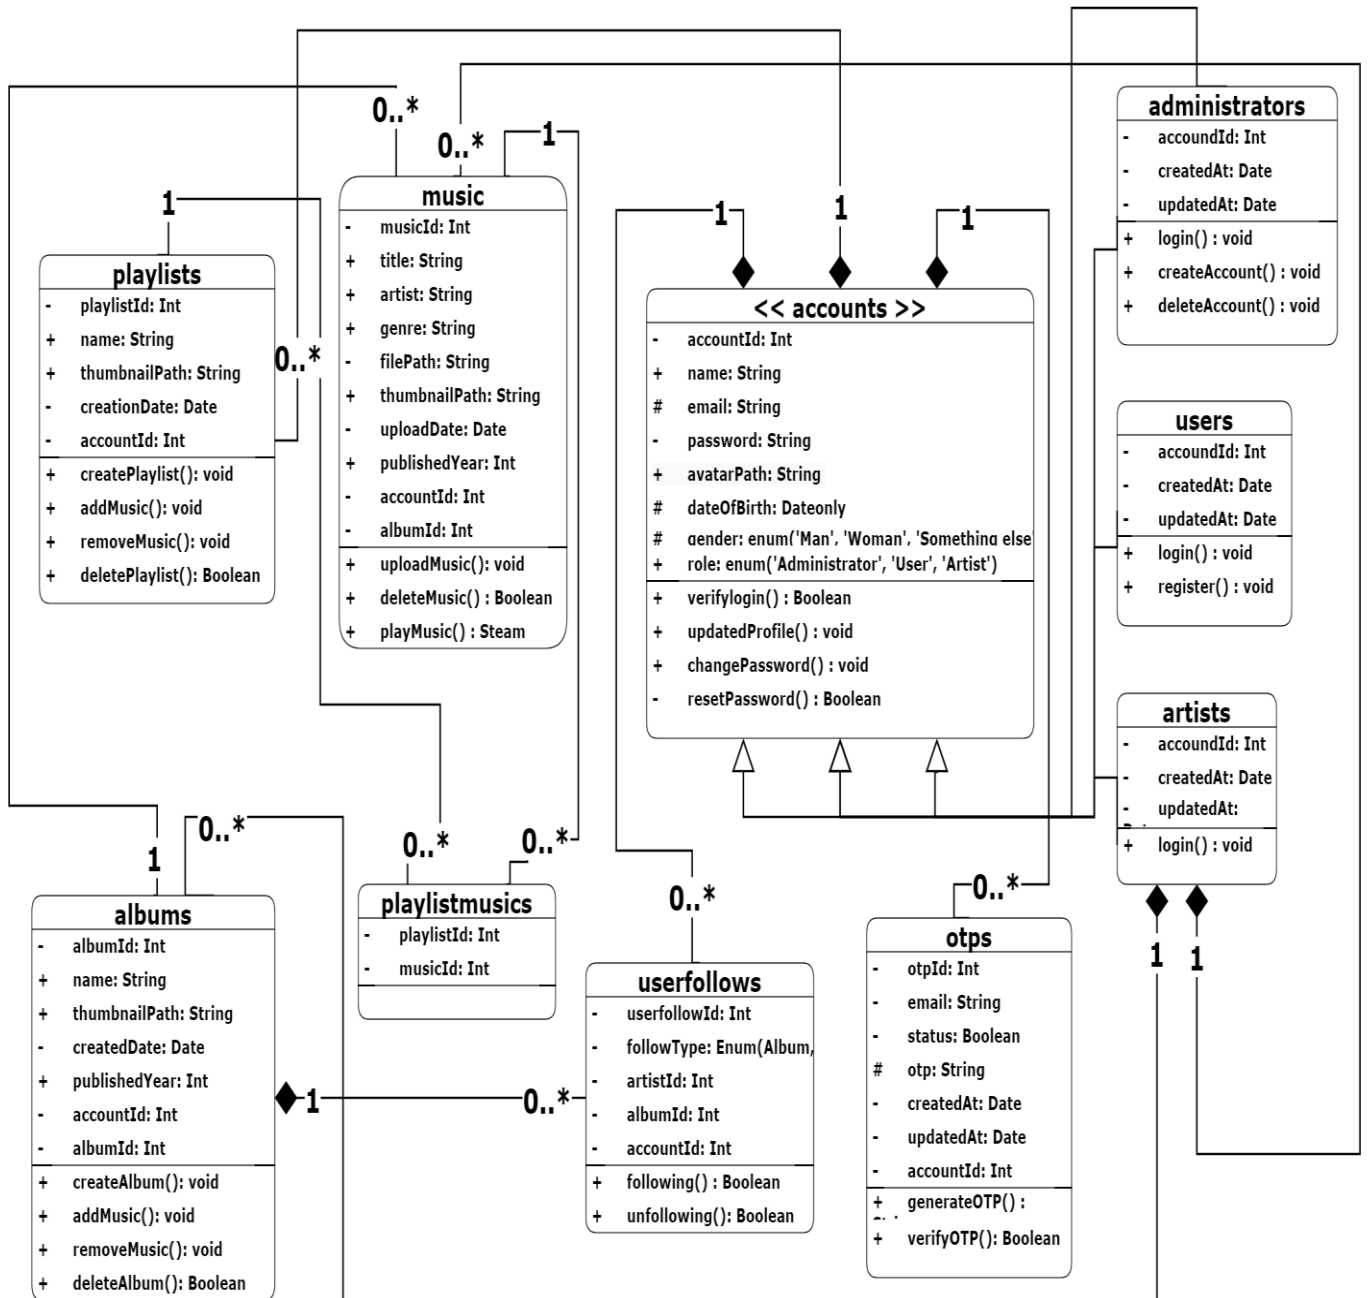 0..*
0..*
1
music
- musicId: Int
+ title: String
+ artist: String
+ genre: String
- filePath: String
+ thumbnailPath: String
- uploadDate: Date
+ publishedYear: Int
- accountId: Int
- albumId: Int
+ uploadMusic(): void
+ deleteMusic() : Boolean
+ playMusic() : Steam
1
playlists
- playlistId: Int
+ name: String
+ thumbnailPath: String
- creationDate: Date
- accountId: Int
+ createPlaylist(): void
+ addMusic(): void
+ removeMusic(): void
+ deletePlaylist(): Boolean
0..*
1
1
1
<< accounts >>
- accountId: Int
+ name: String
# email: String
- password: String
+ avatarPath: String
# dateOfBirth: Dateonly
# gender: enum('Man', 'Woman', 'Something else'
+ role: enum('Administrator', 'User', 'Artist')
+ verifylogin() : Boolean
+ updatedProfile() : void
+ changePassword() : void
- resetPassword() : Boolean
administrators
- accoundId: Int
- createdAt: Date
- updatedAt: Date
+ login() : void
+ createAccount() : void
+ deleteAccount() : void
users
- accoundId: Int
- createdAt: Date
- updatedAt: Date
+ login() : void
+ register() : void
artists
- accoundId: Int
- createdAt: Date
- updatedAt:
+ login() : void
1
1
1
0..*
albums
- albumId: Int
+ name: String
+ thumbnailPath: String
- createdDate: Date
+ publishedYear: Int
- accountId: Int
- albumId: Int
+ createAlbum(): void
+ addMusic(): void
+ removeMusic(): void
+ deleteAlbum(): Boolean
0..*
0..*
playlistmusics
- playlistId: Int
- musicId: Int
1
0..*
0..*
userfollows
- userfollowId: Int
- followType: Enum(Album,
- artistId: Int
- albumId: Int
- accountId: Int
+ following() : Boolean
+ unfollowing(): Boolean
0..*
otps
- otpId: Int
- email: String
- status: Boolean
# otp: String
- createdAt: Date
- updatedAt: Date
- accountId: Int
+ generateOTP() :
+ verifyOTP(): Boolean